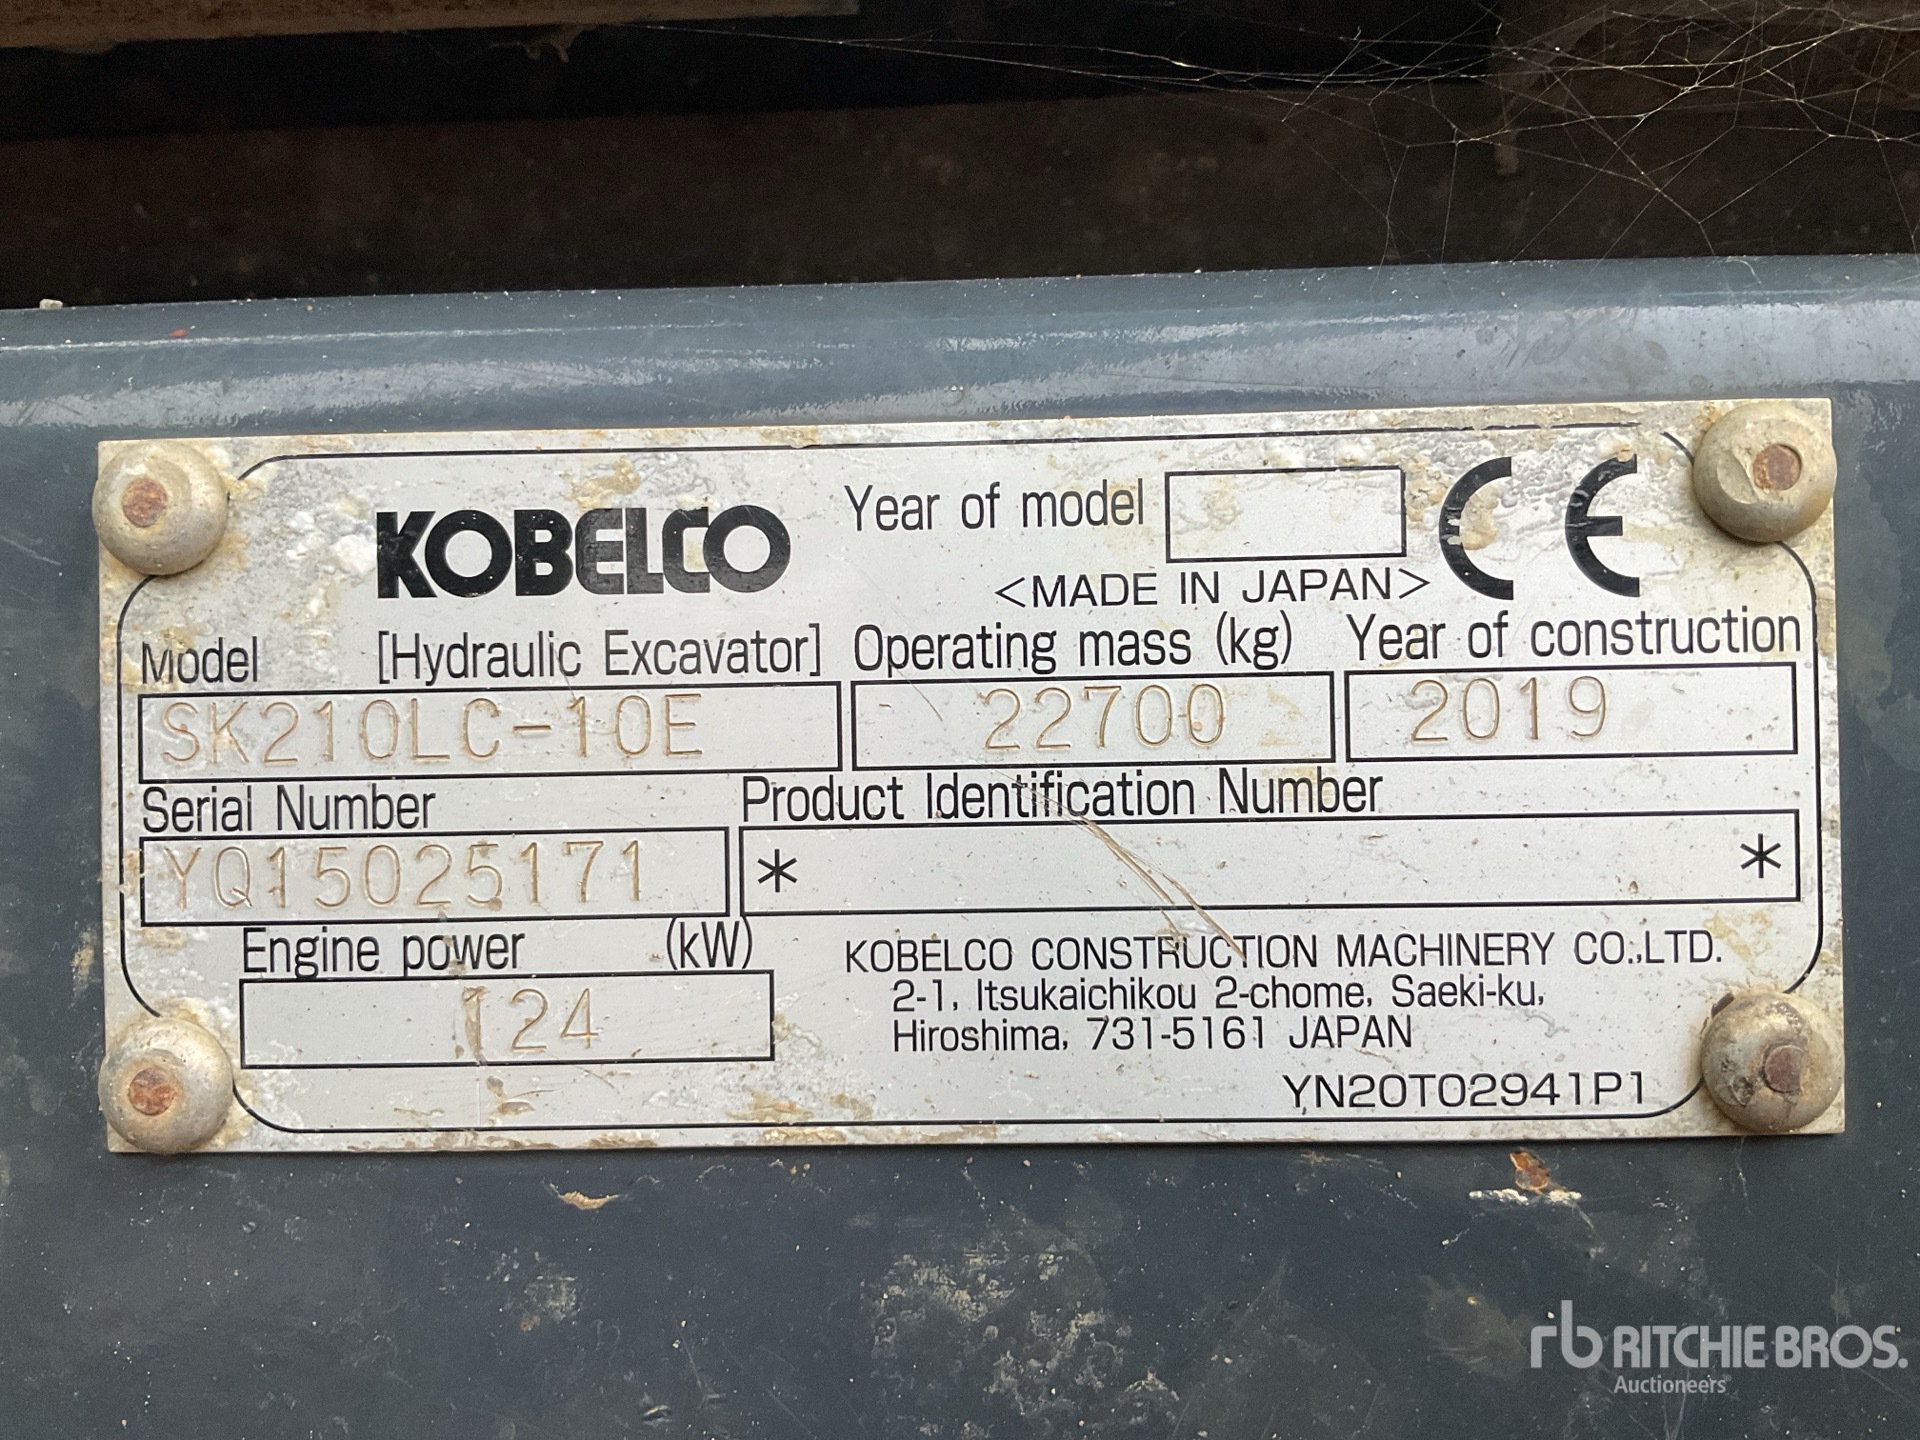 KOBELCO
Year of model
CE
<MADE IN JAPAN>
Model [Hydraulic Excavator] Operating mass (kg) Year of construction
SK210LC-10E 22700 2019
Serial Number Product Identification Number
YQ15025171 * *
Engine power (kW)
124
KOBELCO CONSTRUCTION MACHINERY CO.,LTD.
2-1, Itsukaichikou 2-chome, Saeki-ku,
Hiroshima, 731-5161 JAPAN
YN20T02941P1
rb RITCHIE BROS.
Auctioneers